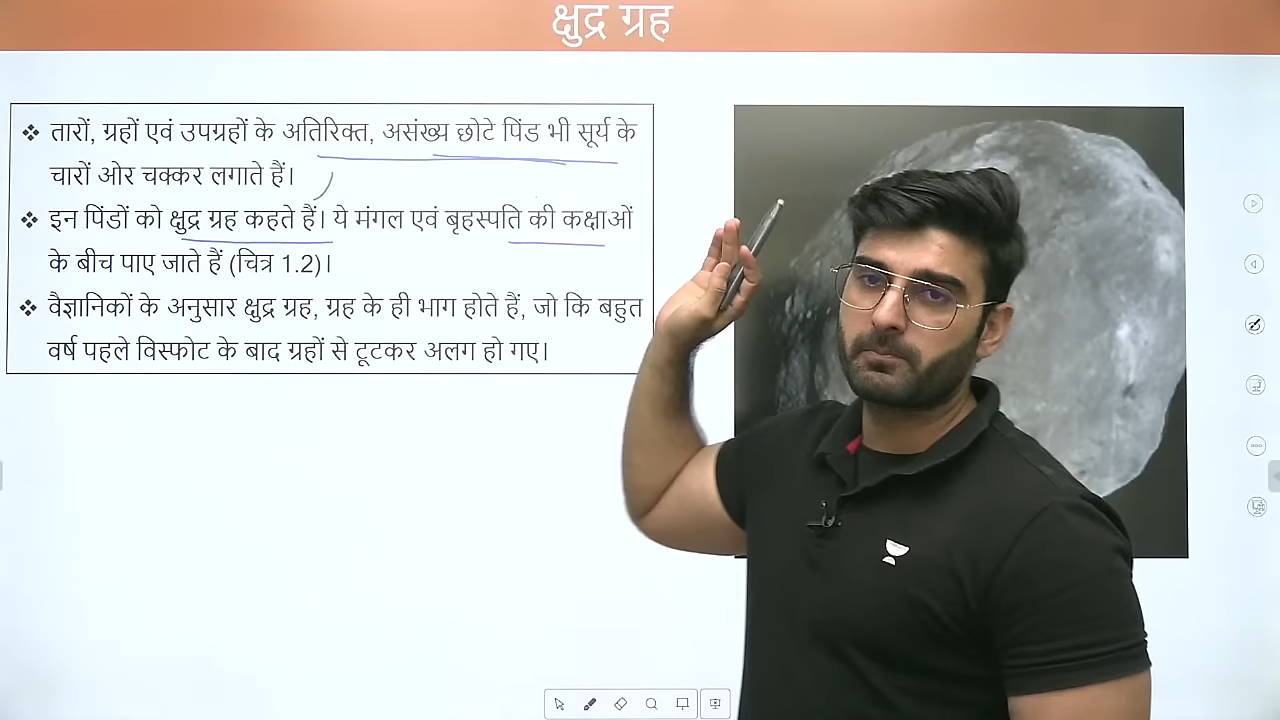 क्षुद्र ग्रह
❖ तारों, ग्रहों एवं उपग्रहों के अतिरिक्त, असंख्य छोटे पिंड भी सूर्य के
चारों ओर चक्कर लगाते हैं।
❖ इन पिंडों को क्षुद्र ग्रह कहते हैं। ये मंगल एवं बृहस्पति की कक्षाओं
के बीच पाए जाते हैं (चित्र 1.2)।
❖ वैज्ञानिकों के अनुसार क्षुद्र ग्रह, ग्रह के ही भाग होते हैं, जो कि बहुत
वर्ष पहले विस्फोट के बाद ग्रहों से टूटकर अलग हो गए।